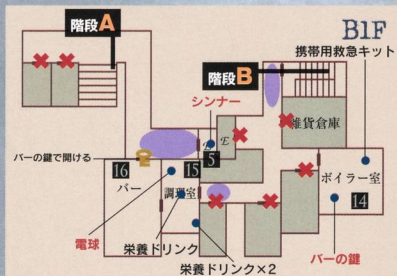 階段A
B1F
携帯用救急キット
階段B
シンナー
雑貨倉庫
E
E
5
バーの鍵で開ける
16
15
バー
調理室
ボイラー室
14
電球
栄養ドリンク
栄養ドリンク×2
バーの鍵